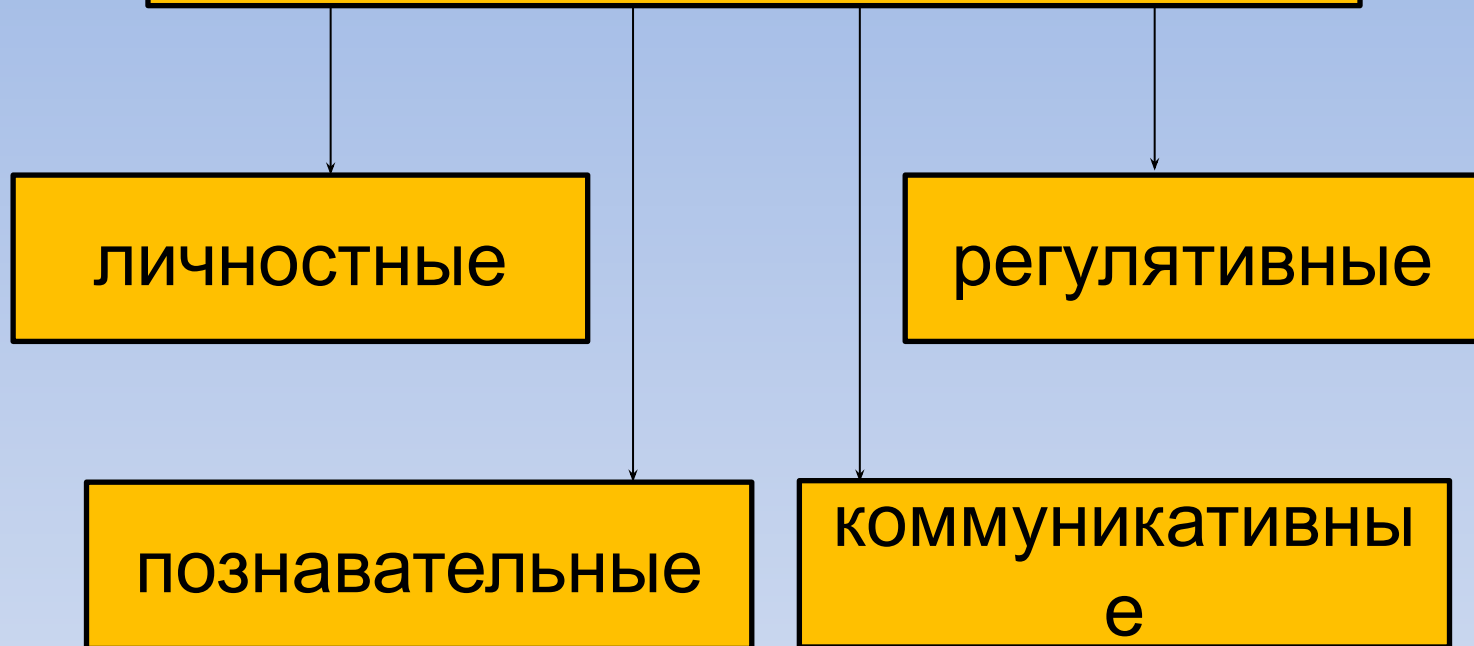 личностные
регулятивные
познавательные
коммуникативны
е